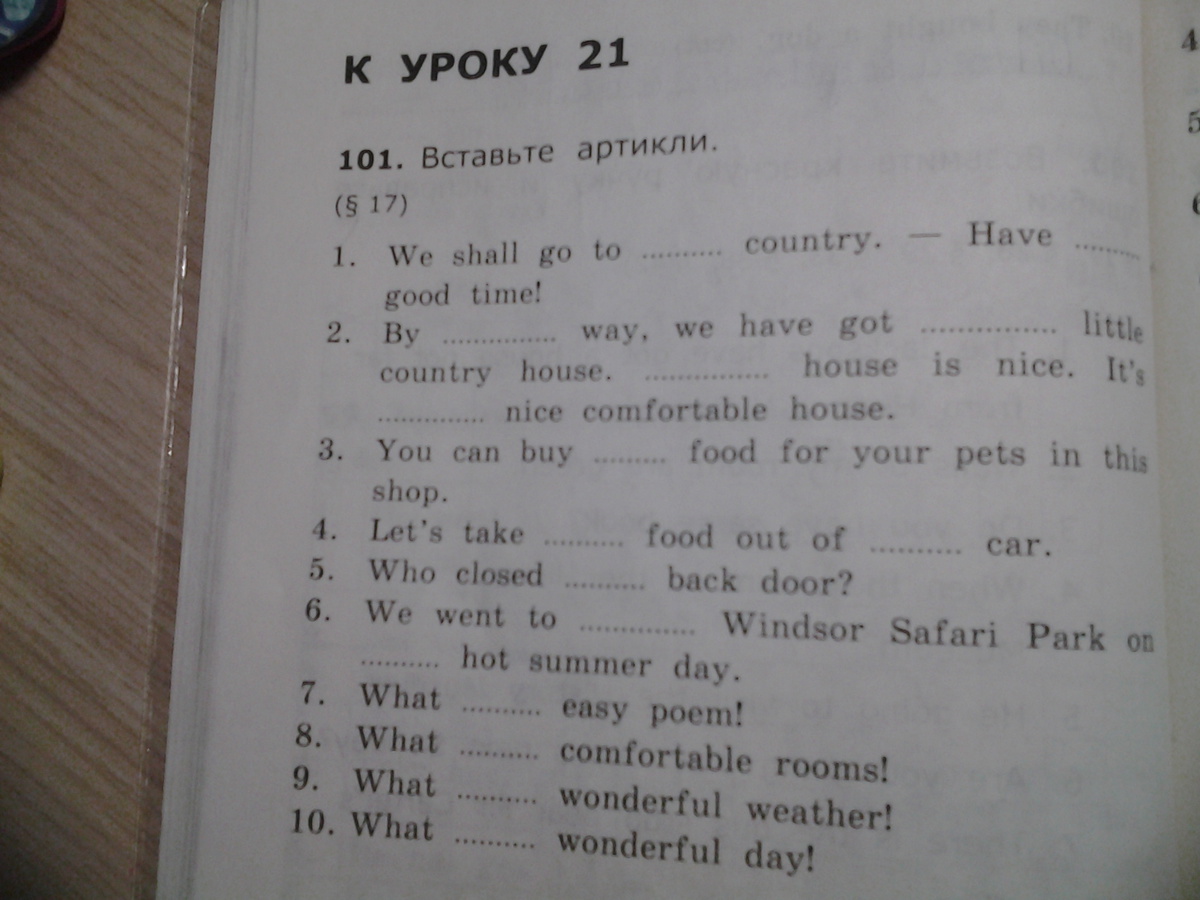 К УРОКУ 21
101. Вставьте артикли.
(§ 17)
1. We shall go to .......... country. — Have .........
good time!
2. By .............. way, we have got ................. little
country house. ................ house is nice. It's
.............. nice comfortable house.
3. You can buy ......... food for your pets in this
shop.
4. Let's take .......... food out of ............ car.
5. Who closed .......... back door?
6. We went to .............. Windsor Safari Park on
.......... hot summer day.
7. What .......... easy poem!
8. What .......... comfortable rooms!
9. What .......... wonderful weather!
10. What .......... wonderful day!
4
5